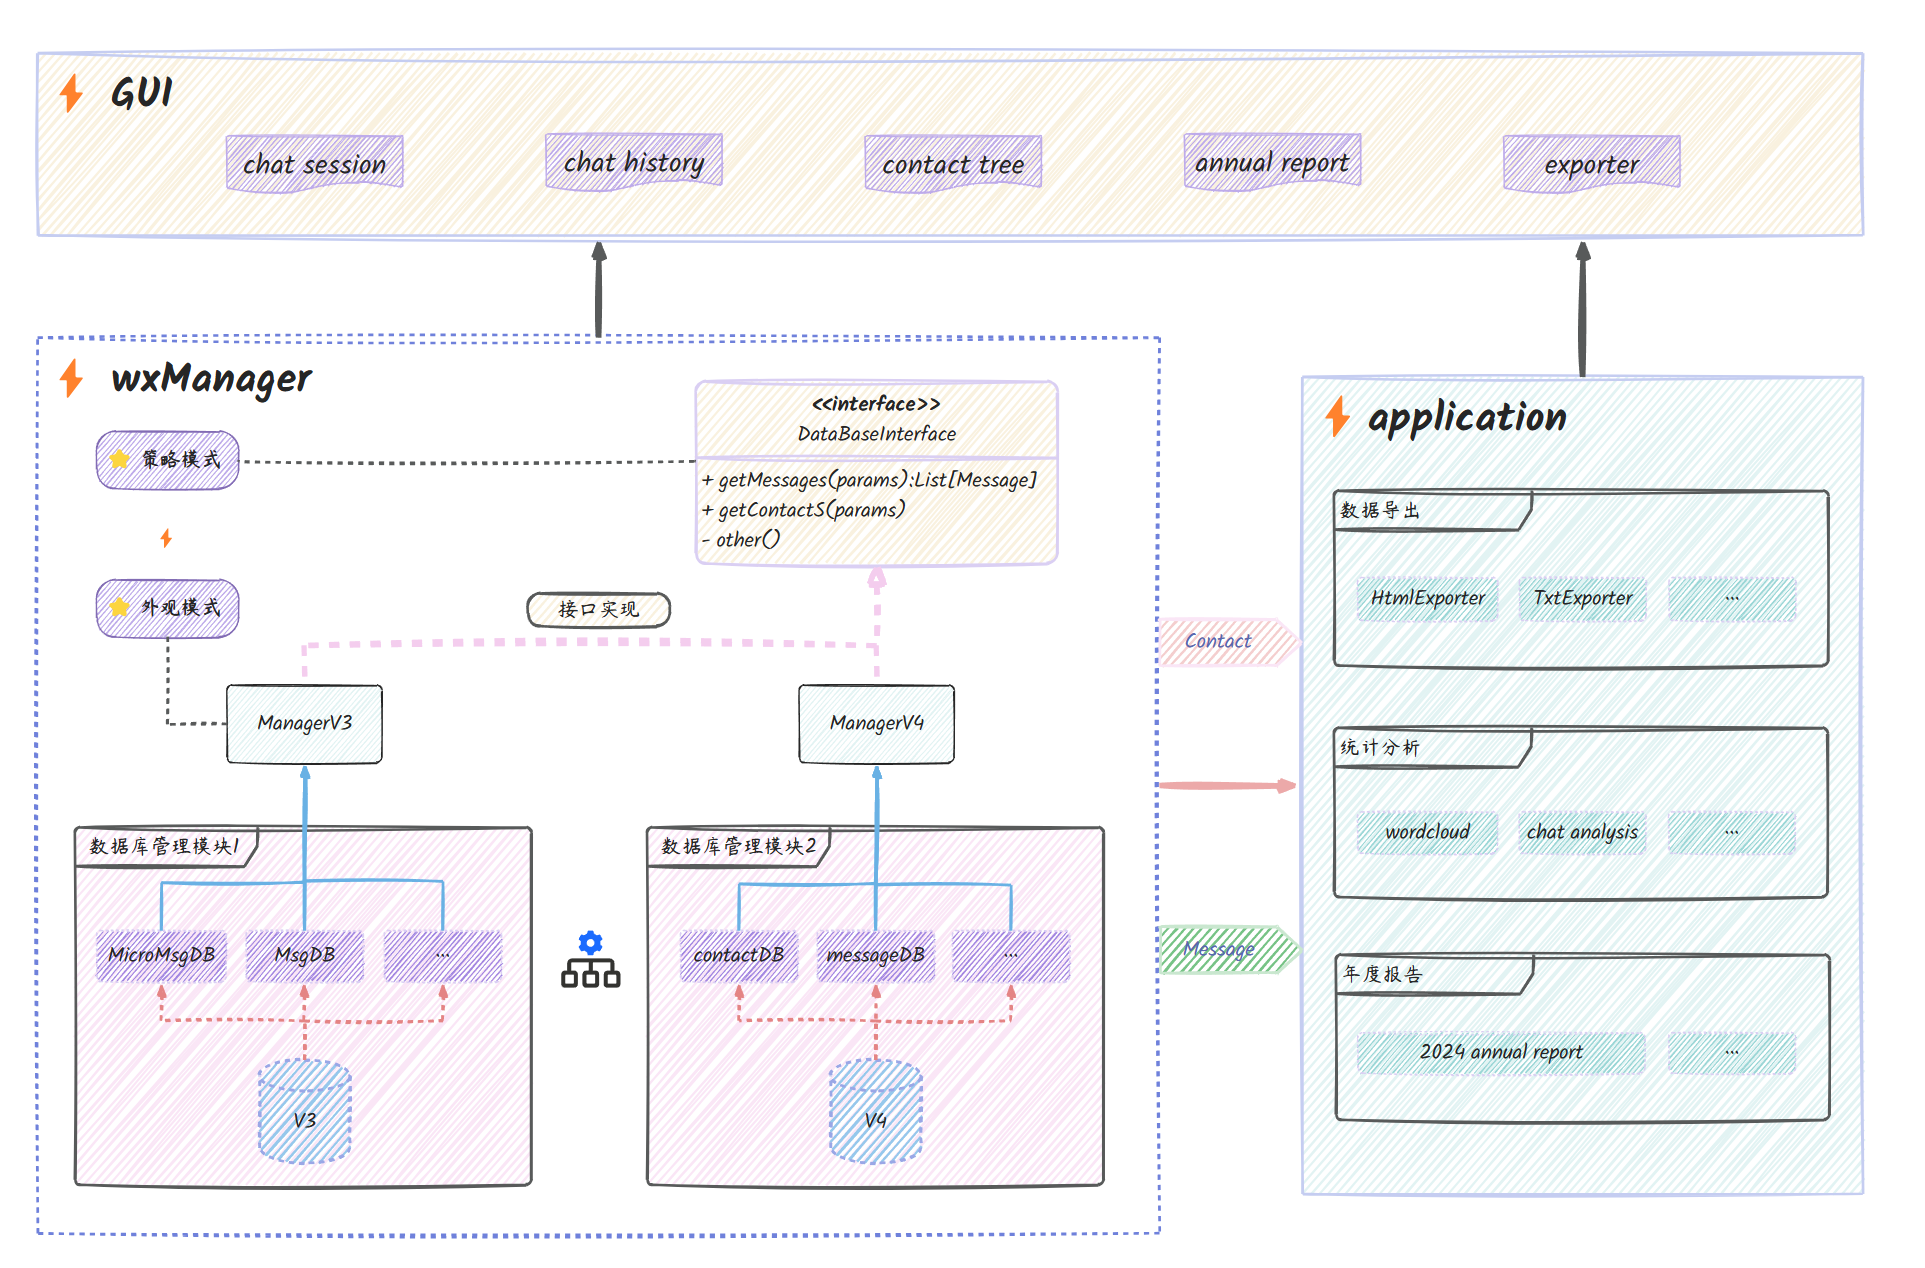 GUI
chat session
chat history
contact tree
annual report
exporter
wxManager
<<interface>>
DataBaseInterface
+ getMessages(params):List[Message]
+ getContactS(params)
- other()
策略模式
外观模式
接口实现
ManagerV3
ManagerV4
数据库管理模块1
MicroMsgDB
MsgDB
...
V3
数据库管理模块2
contactDB
messageDB
...
V4
Contact
Message
application
数据导出
HtmlExporter
TxtExporter
...
统计分析
wordcloud
chat analysis
...
年度报告
2024 annual report
...